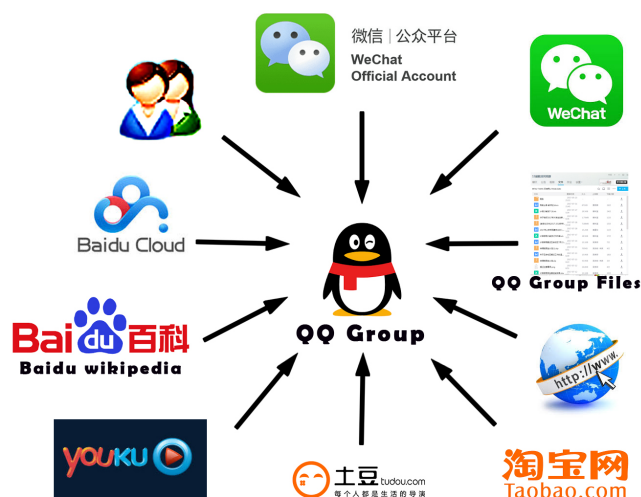 微信|公众平台
WeChat
Official Account
WeChat
Baidu Cloud
QQ Group Files
QQ Group
Bai du 百科
Baidu wikipedia
http://www.
YOUKU
土豆 tudou.com
每个人都是生活的导演
淘宝网
Taobao.com